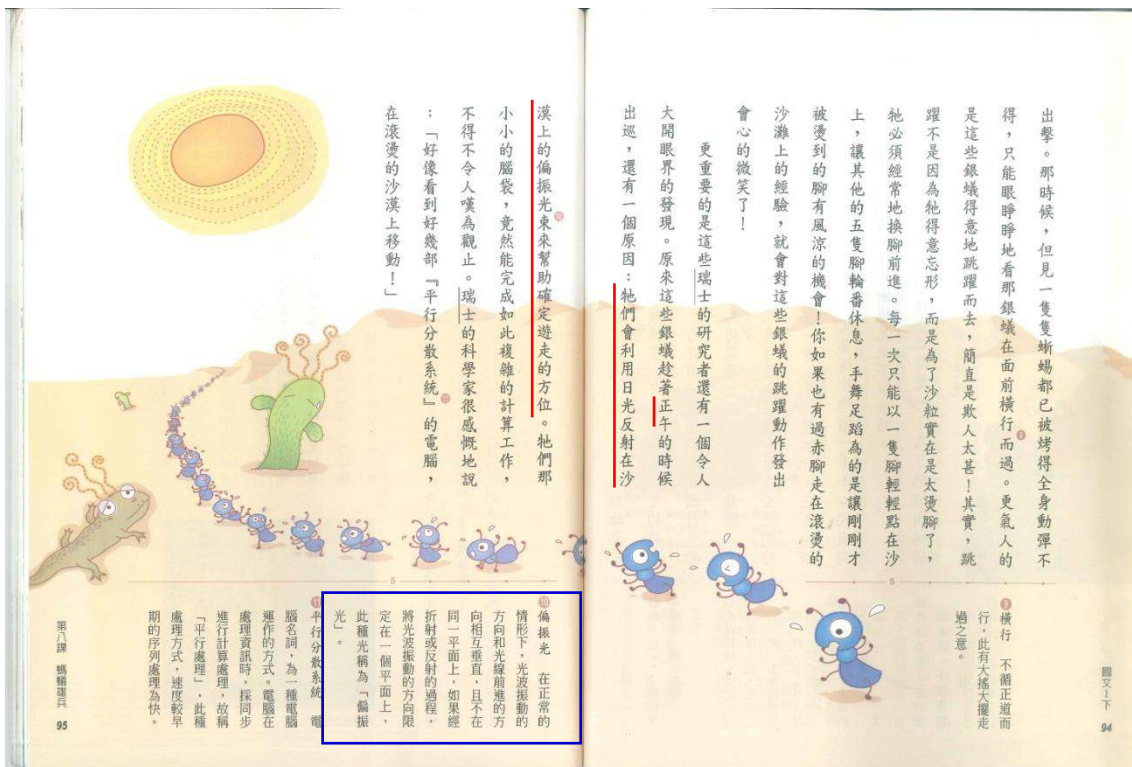 出擊。那時候，但見一隻隻蜥蜴都已被烤得全身動彈不
得，只能眼睜睜地看那銀蟻在面前橫行⑨而過。更氣人的
是這些銀蟻得意地跳躍而去，簡直是欺人太甚！其實，跳
躍不是因為牠得意忘形，而是為了沙粒實在是太燙腳了，
牠必須經常地換腳前進。每一次只能以一隻腳輕輕點在沙
上，讓其他的五隻腳輪番休息，手舞足蹈為的是讓剛剛才
被燙到的腳有風涼的機會！你如果也有過赤腳走在滾燙的
沙灘上的經驗，就會對這些銀蟻的跳躍動作發出
會心的微笑了！
更重要的是這些瑞士的研究者還有一個令人
大開眼界的發現。原來這些銀蟻趁著正午的時候
出巡，還有一個原因：牠們會利用日光反射在沙
5
⑨橫行　不循正道而
行，此有大搖大擺走
過之意。
國文1下
94
漠上的偏振光⑩束來幫助確定遊走的方位。牠們那
小小的腦袋，竟然能完成如此複雜的計算工作，
不得不令人嘆為觀止。瑞士的科學家很感慨地說
：「好像看到好幾部『平行分散系統⑪』的電腦，
在滾燙的沙漠上移動！」
5
⑩偏振光　在正常的
情形下，光波振動的
方向和光線前進的方
向相互垂直，且不在
同一平面上，如果經
折射或反射的過程，
將光波振動的方向限
定在一個平面上，
此種光稱為「偏振
光」。
⑪平行分散系統　電
腦名詞，為一種電腦
運作的方式。電腦在
處理資訊時，採同步
進行計算處理，故稱
「平行處理」，此種
處理方式，速度較早
期的序列處理為快。
第八課　螞蟻雄兵
95